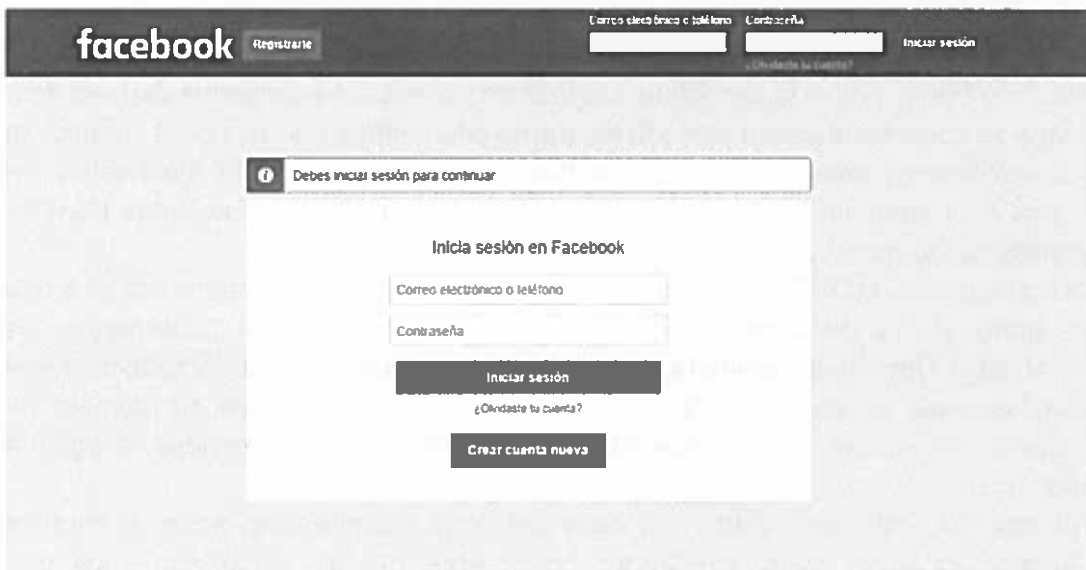 Correo electrónico o teléfono Contraseña
facebook Registrarte Iniciar sesión
¿Olvidaste tu cuenta?
Debes iniciar sesión para continuar
Inicia sesión en Facebook
Correo electrónico o teléfono
Contraseña
Iniciar sesión
¿Olvidaste tu cuenta?
Crear cuenta nueva